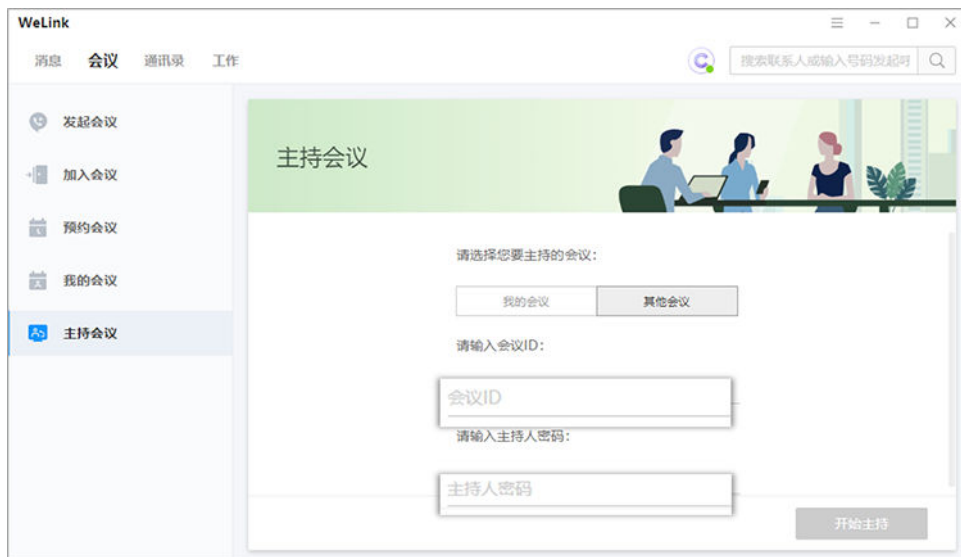 WeLink
消息 会议 通讯录 工作
搜索联系人或输入号码发起呼
发起会议
加入会议
预约会议
我的会议
主持会议
主持会议
请选择您要主持的会议：
我的会议 其他会议
请输入会议ID：
会议ID
请输入主持人密码：
主持人密码
开始主持